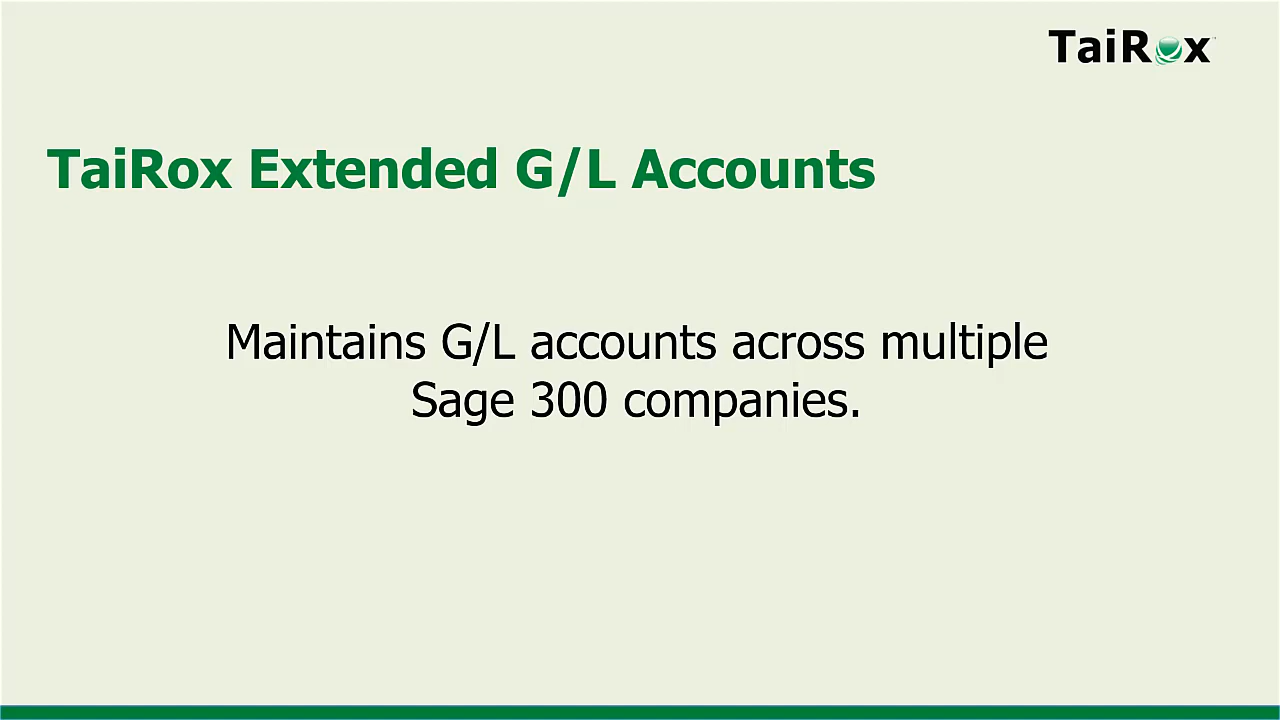 TaiRox
TaiRox Extended G/L Accounts
Maintains G/L accounts across multiple
Sage 300 companies.